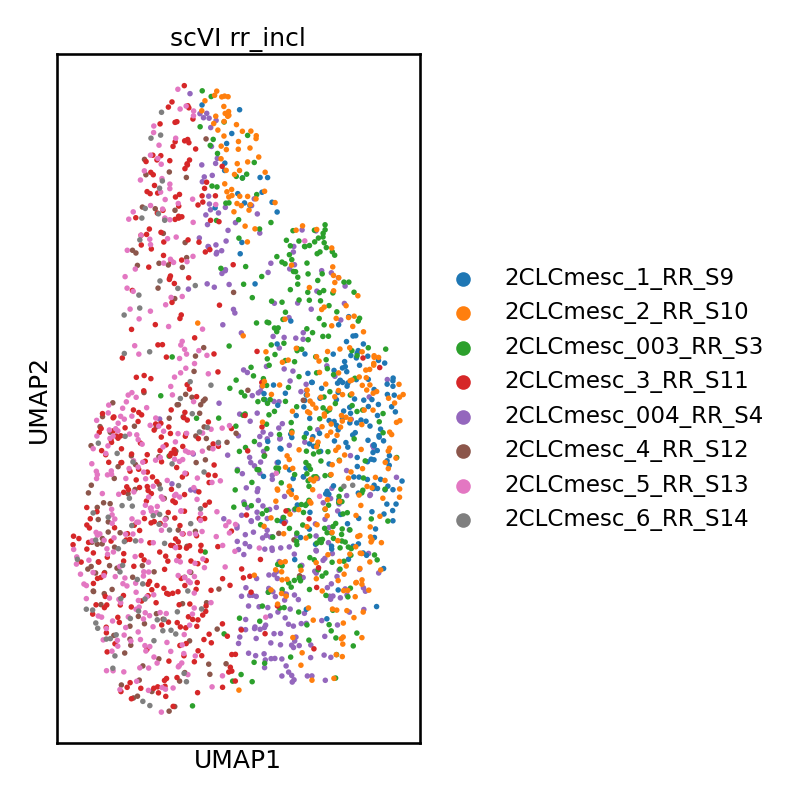 scVI rr_incl
UMAP2
UMAP1
2CLCmesc_1_RR_S9
2CLCmesc_2_RR_S10
2CLCmesc_003_RR_S3
2CLCmesc_3_RR_S11
2CLCmesc_004_RR_S4
2CLCmesc_4_RR_S12
2CLCmesc_5_RR_S13
2CLCmesc_6_RR_S14